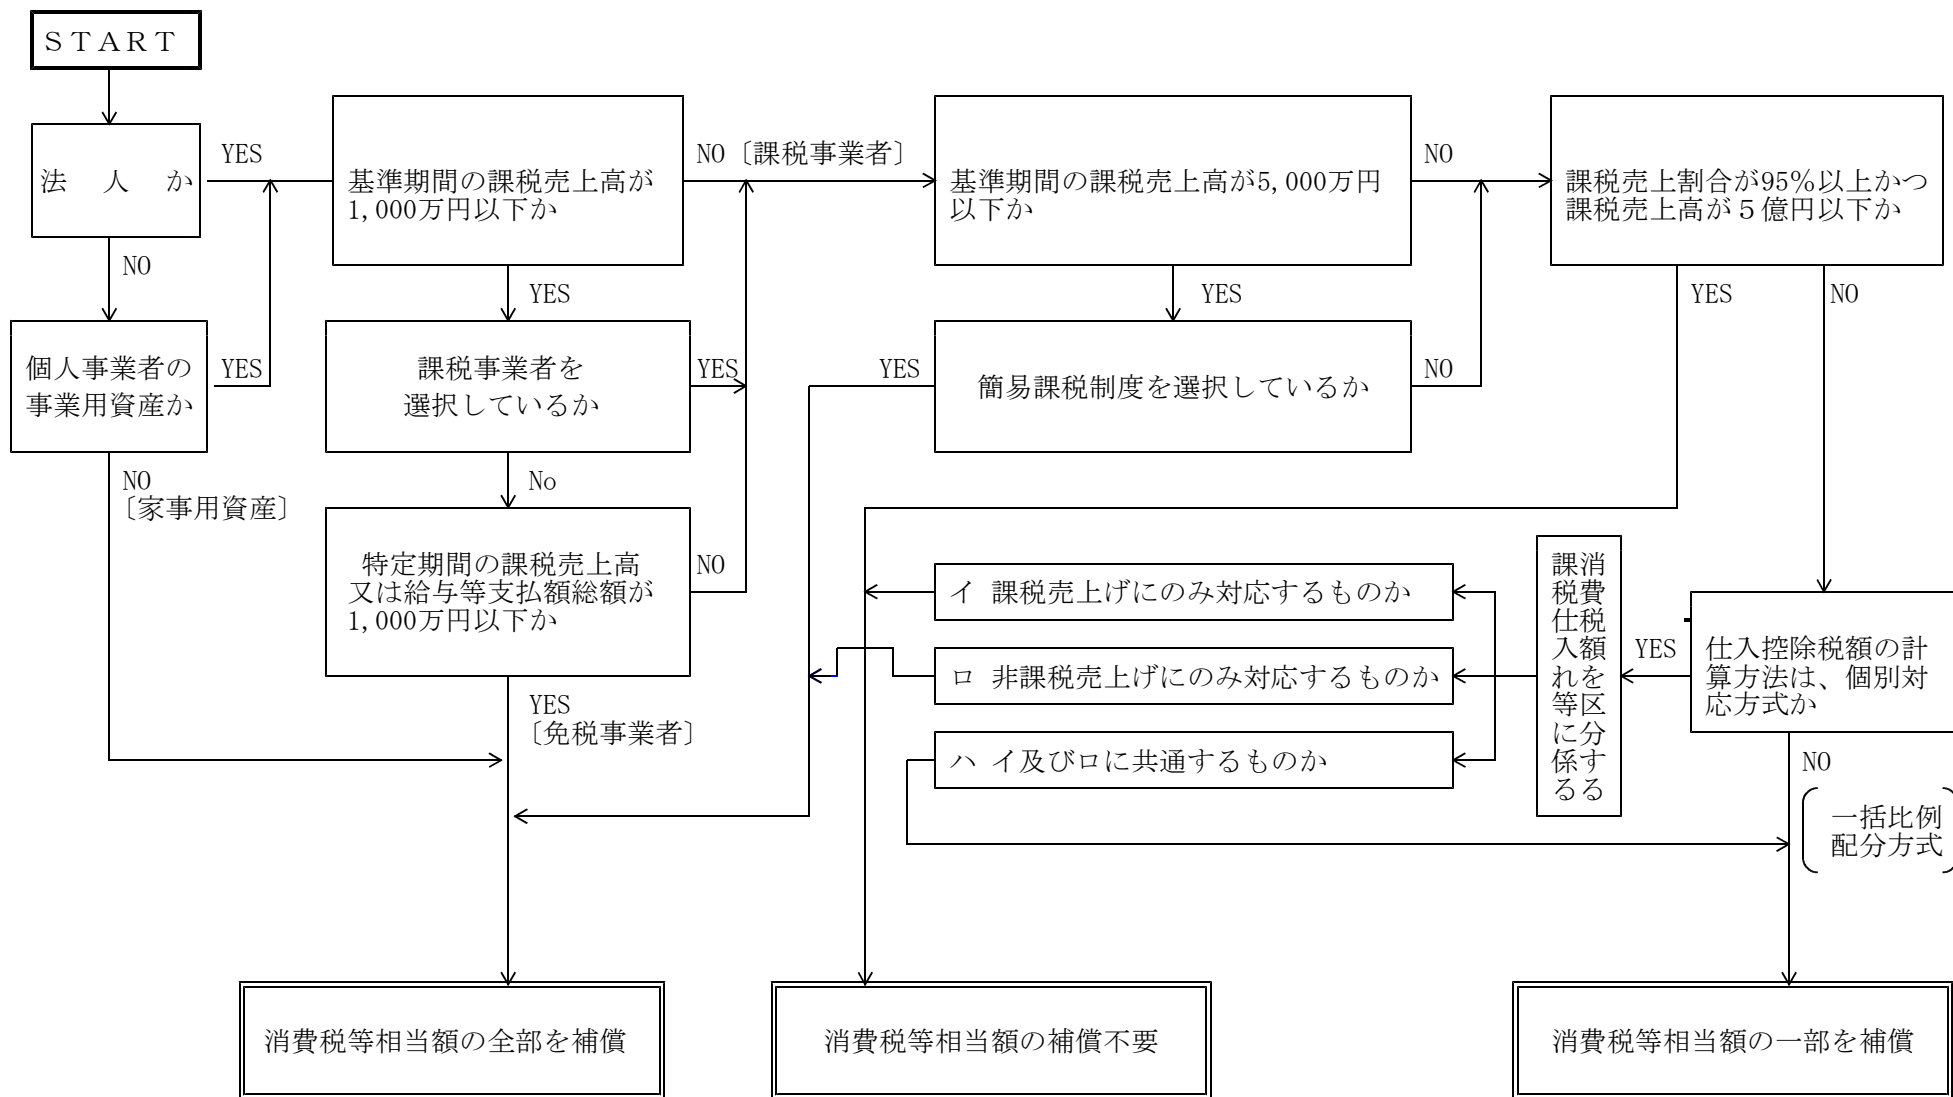 ＳＴＡＲＴ
法　人　か
YES
NO
個人事業者の
事業用資産か
YES
NO
〔家事用資産〕
基準期間の課税売上高が
1,000万円以下か
NO〔課税事業者〕
YES
課税事業者を
選択しているか
YES
No
特定期間の課税売上高
又は給与等支払額総額が
1,000万円以下か
NO
YES
〔免税事業者〕
基準期間の課税売上高が5,000万円
以下か
NO
YES
簡易課税制度を選択しているか
YES
NO
課税売上割合が95％以上かつ
課税売上高が５億円以下か
YES
NO
仕入控除税額の計
算方法は、個別対
応方式か
YES
NO
一括比例
配分方式
消費税額を区分する
課税仕入れ等に係る
イ 課税売上げにのみ対応するものか
ロ 非課税売上げにのみ対応するものか
ハ イ及びロに共通するものか
消費税等相当額の全部を補償
消費税等相当額の補償不要
消費税等相当額の一部を補償